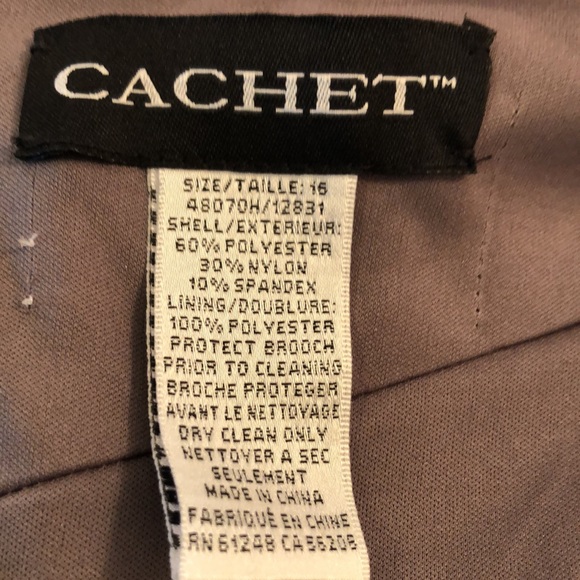 CACHET™
SIZE/TAILLE: 16
48070H/12831
SHELL/EXTERIEUR:
60% POLYESTER
30% NYLON
10% SPANDEX
LINING/DOUBLURE:
100% POLYESTER
PROTECT BROOCH
PRIOR TO CLEANING
BROCHE PROTEGER
AVANT LE NETTOYAGE
DRY CLEAN ONLY
NETTOYER A SEC
SEULEMENT
MADE IN CHINA
FABRIQUÉ EN CHINE
RN 61248 CA 56208